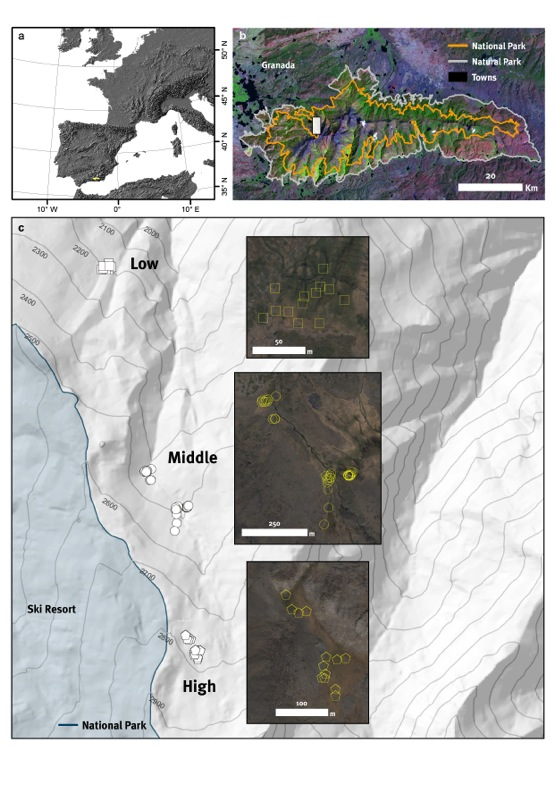 a
50° N
45° N
40° N
35° N
10° W
0°
10° E
b
Granada
National Park
Natural Park
Towns
20
Km
c
2100
2000
2200
2300
2400
2500
Low
50
m
Middle
2600
250
m
2700
Ski Resort
2800
High
100
m
2900
National Park